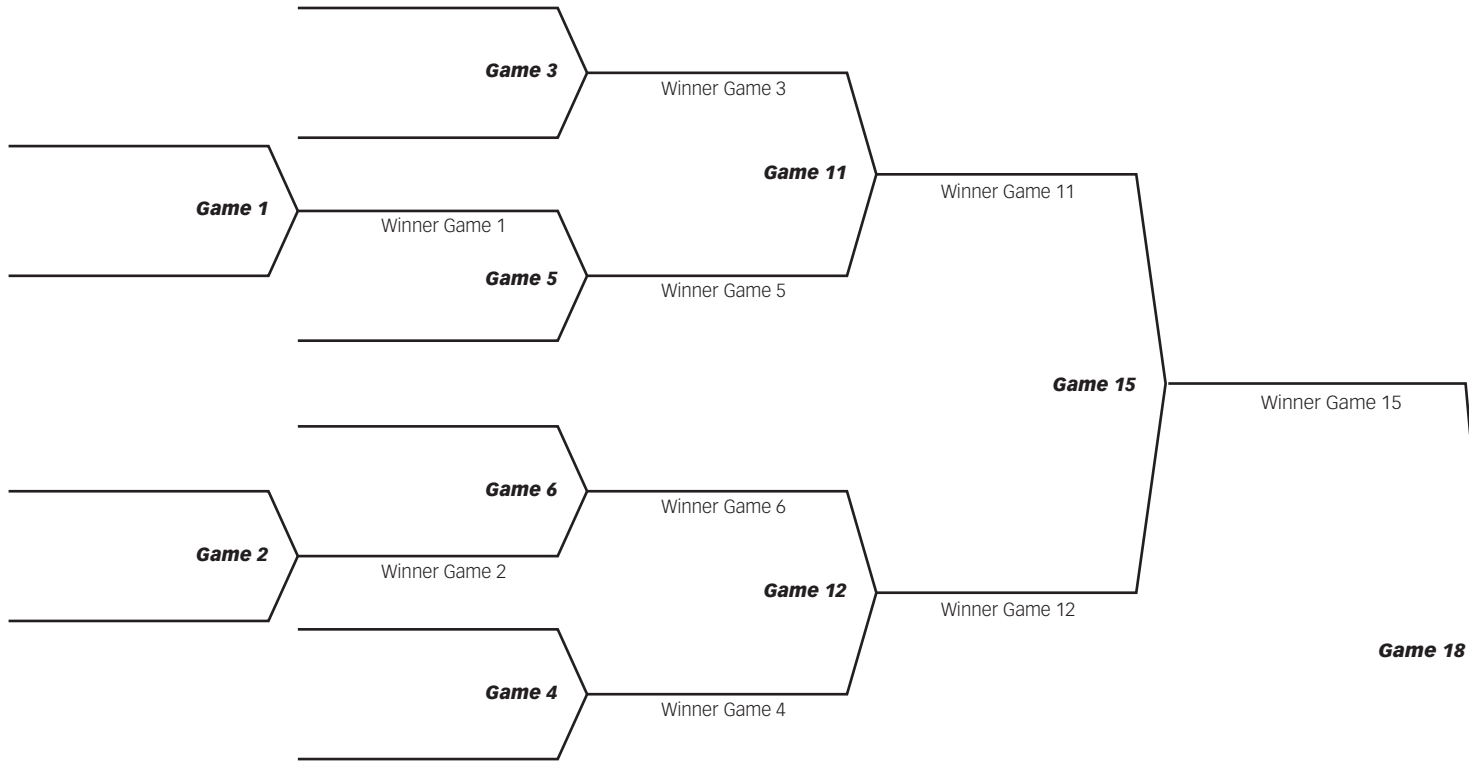 Game 3
Winner Game 3
Game 11
Winner Game 11
Game 1
Winner Game 1
Game 5
Winner Game 5
Game 15
Winner Game 15
Game 6
Winner Game 6
Game 2
Winner Game 2
Game 12
Winner Game 12
Game 18
Game 4
Winner Game 4